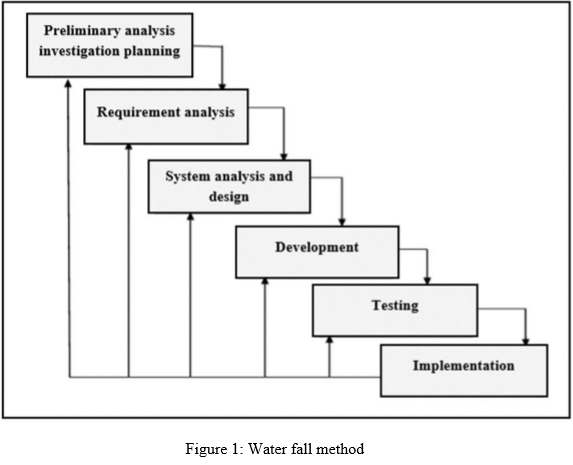 Preliminary analysis
investigation planning
Requirement analysis
System analysis and
design
Development
Testing
Implementation
Figure 1: Water fall method